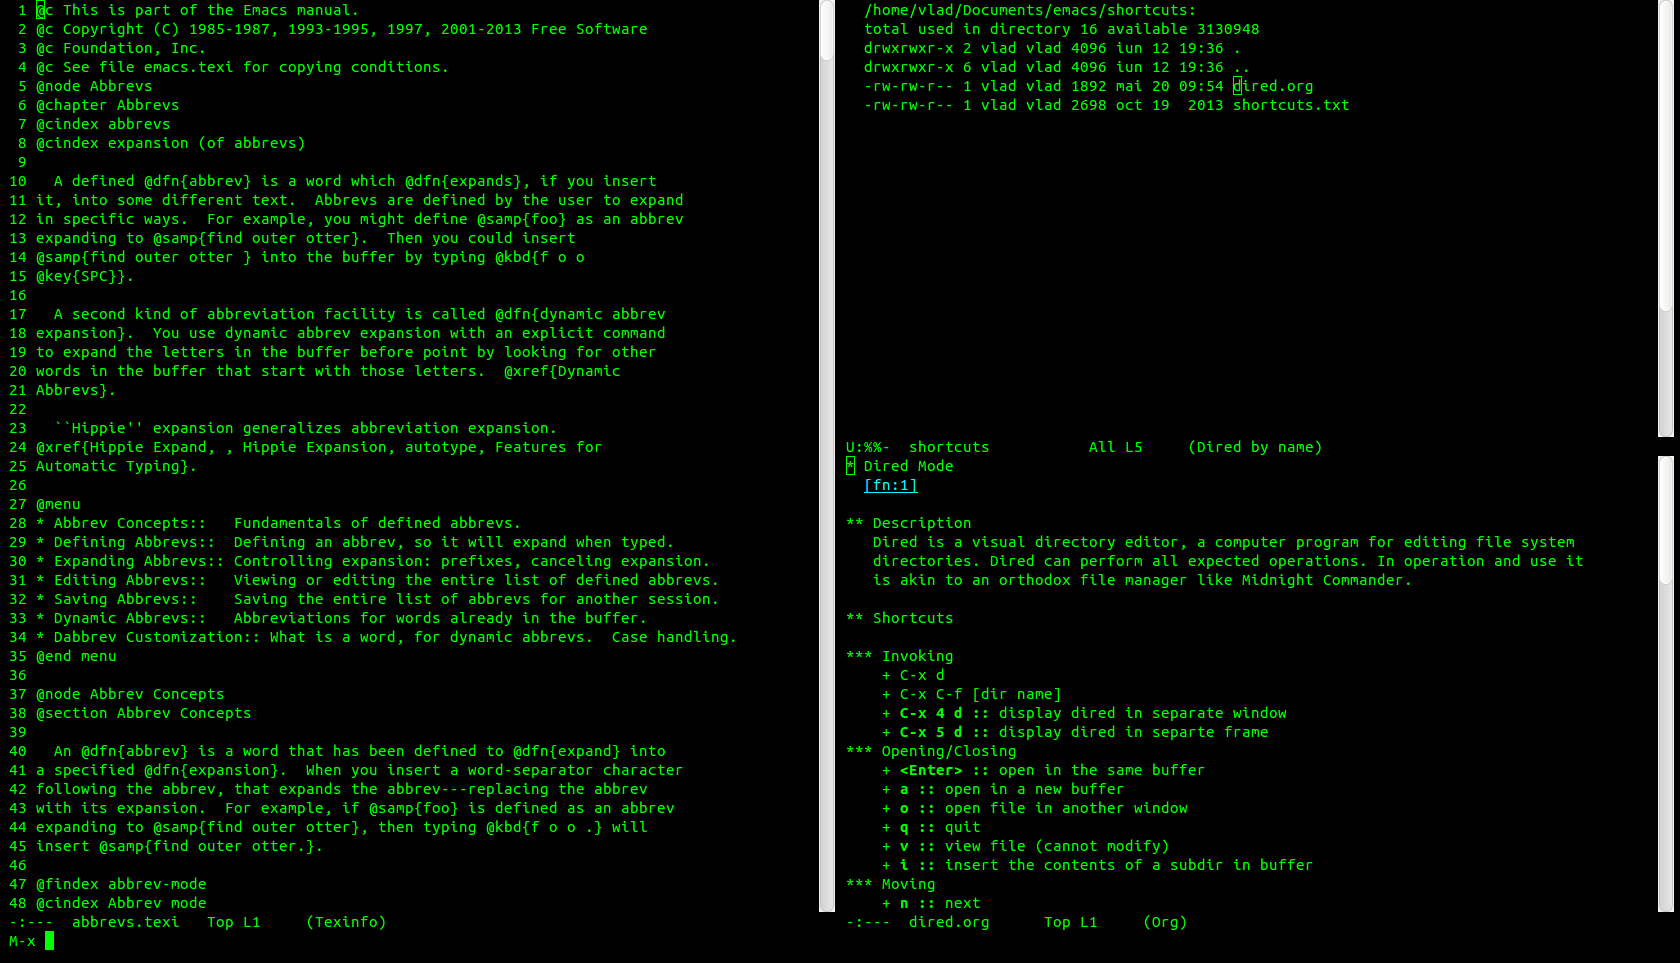 1 @c This is part of the Emacs manual.
2 @c Copyright (C) 1985-1987, 1993-1995, 1997, 2001-2013 Free Software
3 @c Foundation, Inc.
4 @c See file emacs.texi for copying conditions.
5 @node Abbrevs
6 @chapter Abbrevs
7 @cindex abbrevs
8 @cindex expansion (of abbrevs)
9
10   A defined @dfn{abbrev} is a word which @dfn{expands}, if you insert
11 it, into some different text.  Abbrevs are defined by the user to expand
12 in specific ways.  For example, you might define @samp{foo} as an abbrev
13 expanding to @samp{find outer otter}.  Then you could insert
14 @samp{find outer otter } into the buffer by typing @kbd{f o o
15 @key{SPC}}.
16
17   A second kind of abbreviation facility is called @dfn{dynamic abbrev
18 expansion}.  You use dynamic abbrev expansion with an explicit command
19 to expand the letters in the buffer before point by looking for other
20 words in the buffer that start with those letters.  @xref{Dynamic
21 Abbrevs}.
22
23   ``Hippie'' expansion generalizes abbreviation expansion.
24 @xref{Hippie Expand, , Hippie Expansion, autotype, Features for
25 Automatic Typing}.
26
27 @menu
28 * Abbrev Concepts::   Fundamentals of defined abbrevs.
29 * Defining Abbrevs::  Defining an abbrev, so it will expand when typed.
30 * Expanding Abbrevs:: Controlling expansion: prefixes, canceling expansion.
31 * Editing Abbrevs::   Viewing or editing the entire list of defined abbrevs.
32 * Saving Abbrevs::    Saving the entire list of abbrevs for another session.
33 * Dynamic Abbrevs::   Abbreviations for words already in the buffer.
34 * Dabbrev Customization:: What is a word, for dynamic abbrevs.  Case handling.
35 @end menu
36
37 @node Abbrev Concepts
38 @section Abbrev Concepts
39
40   An @dfn{abbrev} is a word that has been defined to @dfn{expand} into
41 a specified @dfn{expansion}.  When you insert a word-separator character
42 following the abbrev, that expands the abbrev---replacing the abbrev
43 with its expansion.  For example, if @samp{foo} is defined as an abbrev
44 expanding to @samp{find outer otter}, then typing @kbd{f o o .} will
45 insert @samp{find outer otter.}.
46
47 @findex abbrev-mode
48 @cindex Abbrev mode
-:---  abbrevs.texi   Top L1     (Texinfo)
M-x
/home/vlad/Documents/emacs/shortcuts:
total used in directory 16 available 3130948
drwxrwxr-x 2 vlad vlad 4096 iun 12 19:36 .
drwxrwxr-x 6 vlad vlad 4096 iun 12 19:36 ..
-rw-rw-r-- 1 vlad vlad 1892 mai 20 09:54 dired.org
-rw-rw-r-- 1 vlad vlad 2698 oct 19  2013 shortcuts.txt
U:%%-  shortcuts           All L5     (Dired by name)
* Dired Mode
[fn:1]

** Description
Dired is a visual directory editor, a computer program for editing file system
directories. Dired can perform all expected operations. In operation and use it
is akin to an orthodox file manager like Midnight Commander.

** Shortcuts

*** Invoking
+ C-x d
+ C-x C-f [dir name]
+ C-x 4 d :: display dired in separate window
+ C-x 5 d :: display dired in separte frame
*** Opening/Closing
+ <Enter> :: open in the same buffer
+ a :: open in a new buffer
+ o :: open file in another window
+ q :: quit
+ v :: view file (cannot modify)
+ i :: insert the contents of a subdir in buffer
*** Moving
+ n :: next
-:---  dired.org      Top L1     (Org)